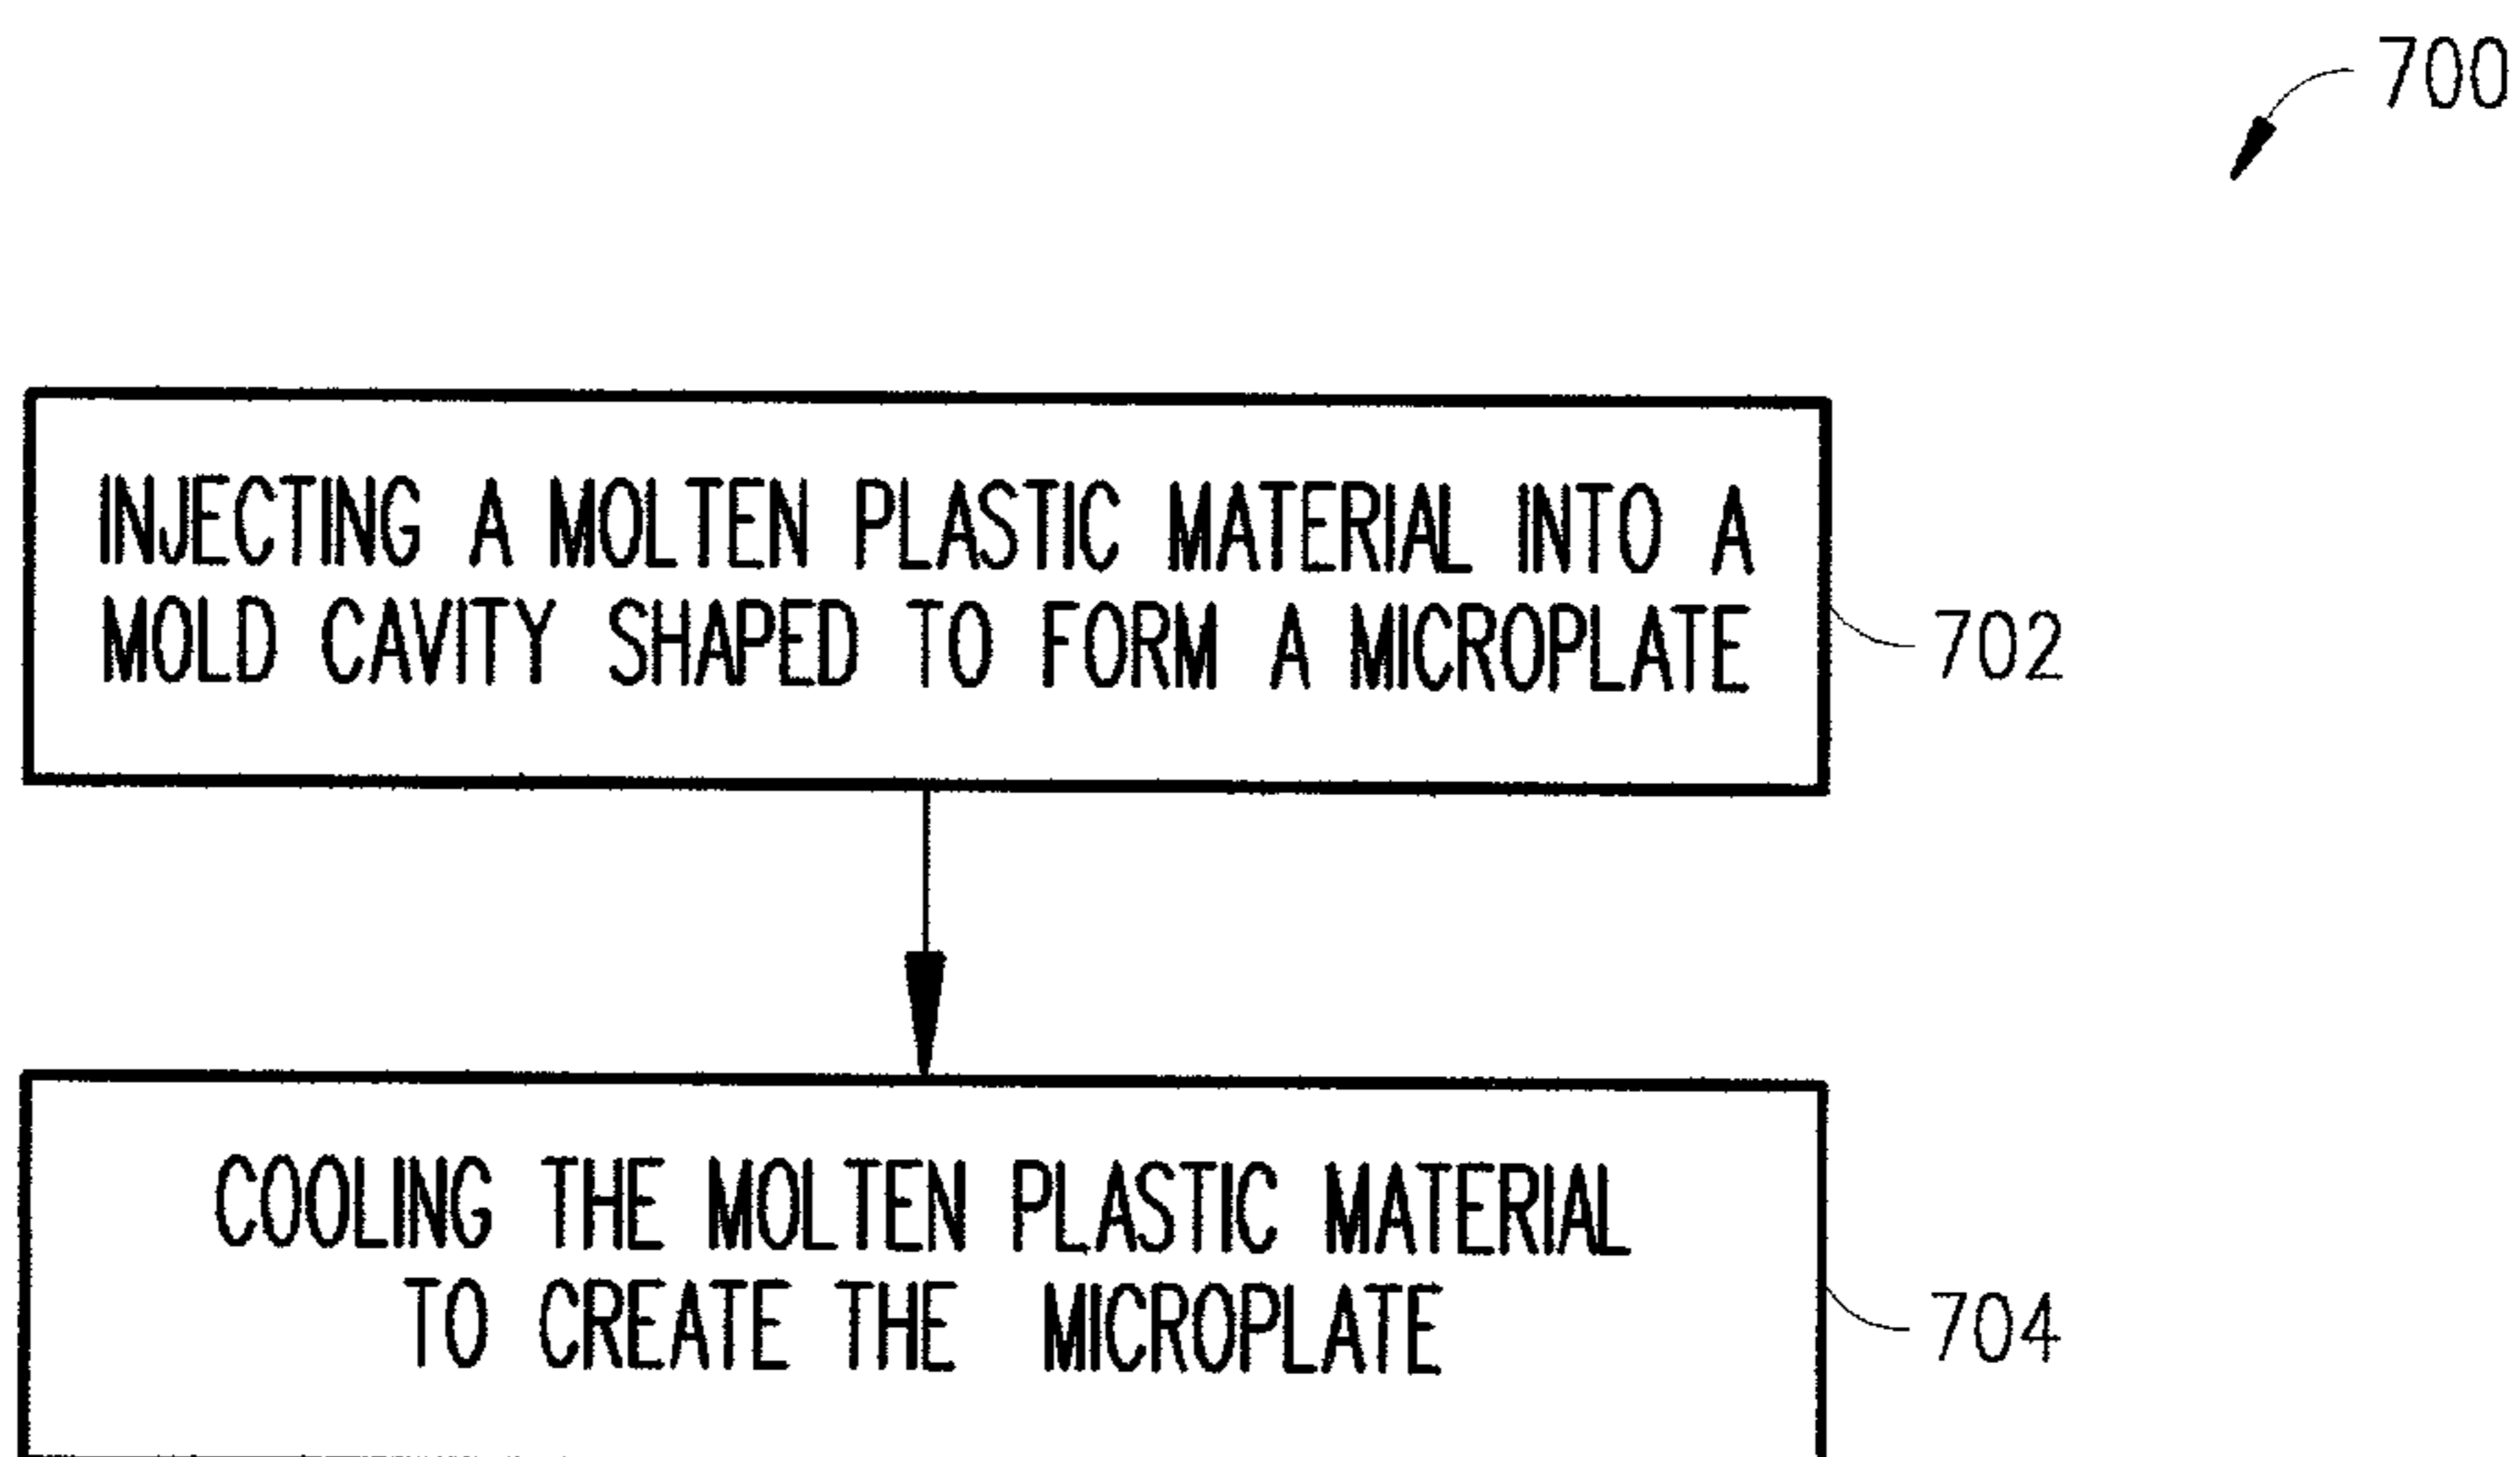 700
INJECTING A MOLTEN PLASTIC MATERIAL INTO A
MOLD CAVITY SHAPED TO FORM A MICROPLATE
702
COOLING THE MOLTEN PLASTIC MATERIAL
TO CREATE THE MICROPLATE
704